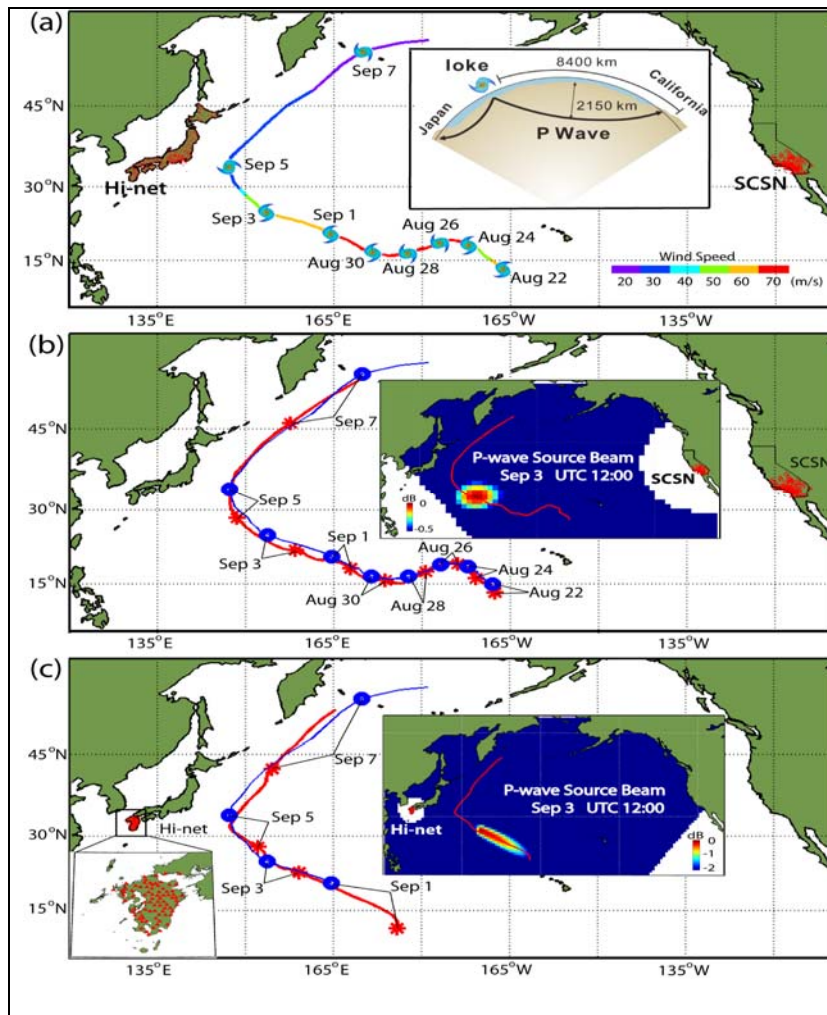 (a)
Sep 7
Ioke
8400 km
California
Japan
2150 km
P Wave
45°N
Hi-net
Sep 5
SCSN
30°N
Sep 3
Sep 1
Aug 26
Aug 24
Aug 30
Aug 28
Aug 22
15°N
Wind Speed
20 30 40 50 60 70 (m/s)
135°E 165°E 165°W 135°W
(b)
Sep 7
45°N
P-wave Source Beam
Sep 3 UTC 12:00
SCSN
SCSN
dB
0
-0.5
Sep 5
30°N
Sep 3
Sep 1
Aug 26
Aug 24
Aug 30
Aug 28
Aug 22
15°N
135°E 165°E 165°W 135°W
(c)
45°N
Sep 7
P-wave Source Beam
Sep 3 UTC 12:00
Hi-net
Hi-net
dB
0
-1
-2
Sep 5
30°N
Sep 3
Sep 1
15°N
135°E 165°E 165°W 135°W